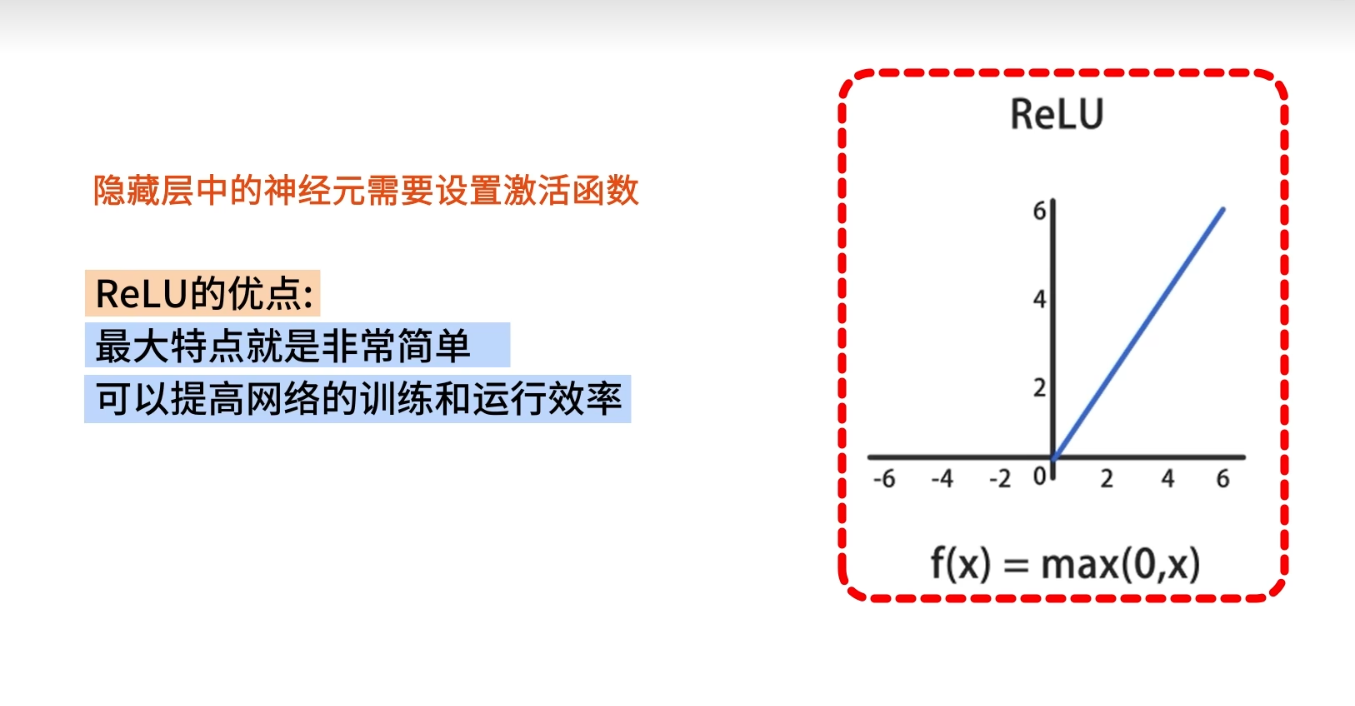 隐藏层中的神经元需要设置激活函数
ReLU的优点:
最大特点就是非常简单
可以提高网络的训练和运行效率
ReLU
6
4
2
-6 -4 -2 0 2 4 6
f(x) = max(0,x)